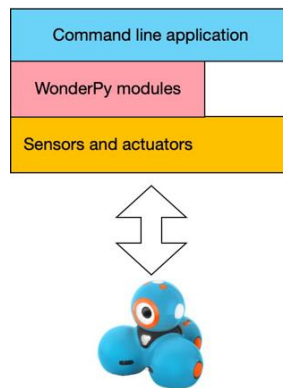 Command line application
WonderPy modules
Sensors and actuators